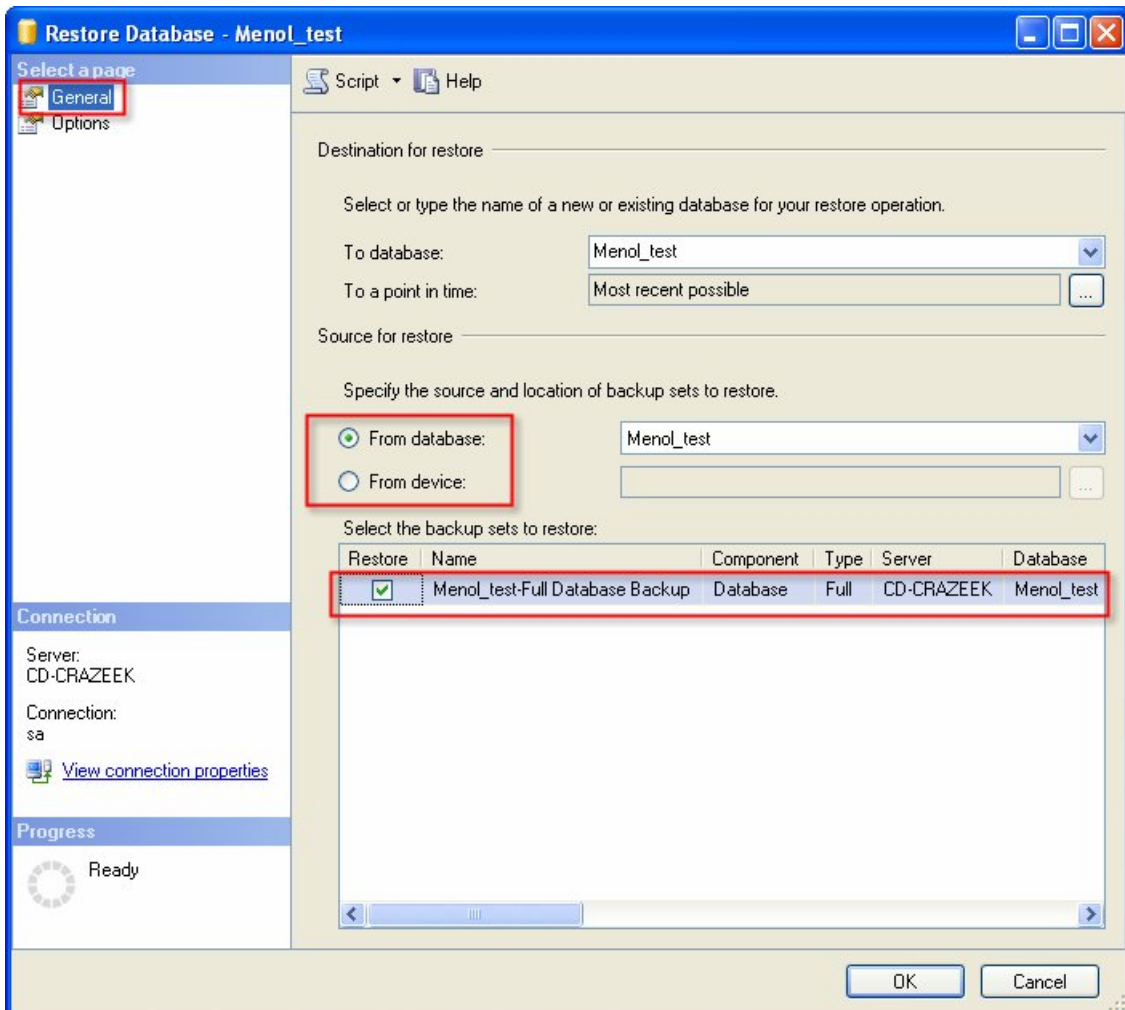 Restore Database - Menol_test
Select a page
General
Options
Script Help
Destination for restore
Select or type the name of a new or existing database for your restore operation.
To database: Menol_test
To a point in time: Most recent possible ...
Source for restore
Specify the source and location of backup sets to restore.
From database: Menol_test
From device: ...
Select the backup sets to restore:
Restore Name Component Type Server Database
Menol_test-Full Database Backup Database Full CD-CRAZEEK Menol_test
Connection
Server:
CD-CRAZEEK
Connection:
sa
View connection properties
Progress
Ready
OK Cancel